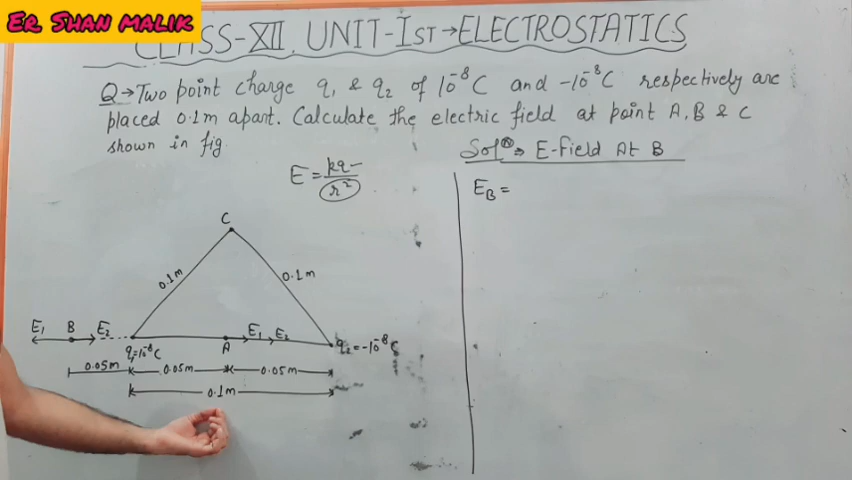 Er. Shan malik
CLASS-XII. UNIT-IST→ELECTROSTATICS
Q→Two point charge q₁ & q₂ of 10⁻⁸C and -10⁻⁸C respectively are
placed 0.1m apart. Calculate the electric field at point A, B & C
shown in fig.
Solⁿ⇒ E-Field At B
E = kq / r²
E_B =
C
0.1m
0.1m
E₁ B E₂
A E₁ E₂
q₁=10⁻⁸C
q₂=-10⁻⁸C
0.05m 0.05m 0.05m
0.1m